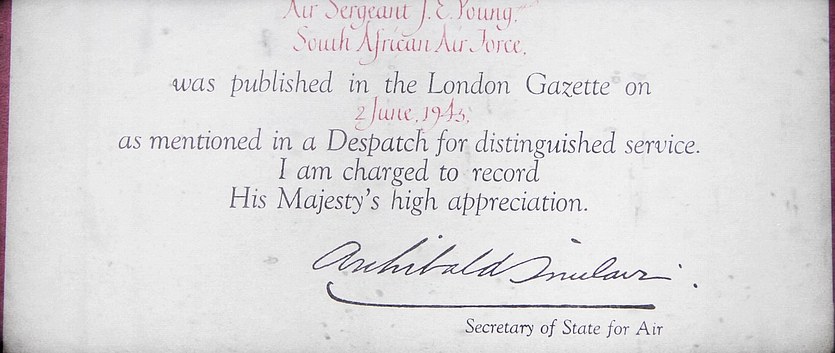 Air Sergeant J. E. Young.
South African Air Force.
was published in the London Gazette on
2 June, 1943,
as mentioned in a Despatch for distinguished service.
I am charged to record
His Majesty's high appreciation.
Archibald Sinclair.
Secretary of State for Air